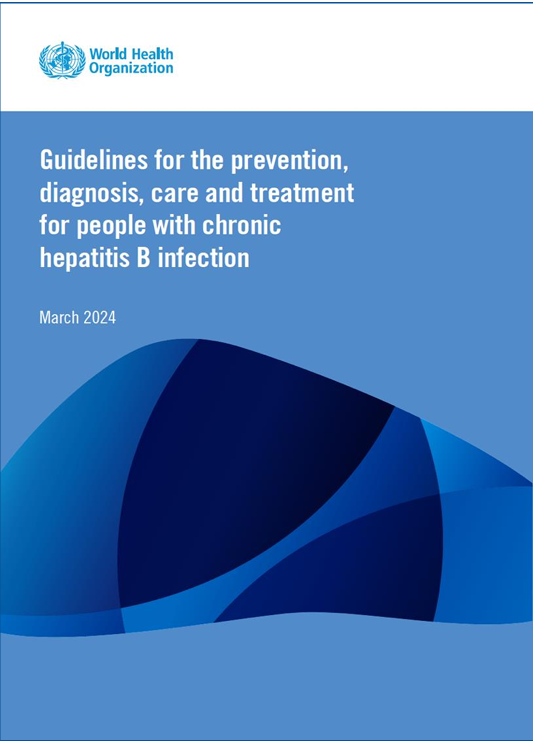 World Health
Organization
Guidelines for the prevention,
diagnosis, care and treatment
for people with chronic
hepatitis B infection
March 2024